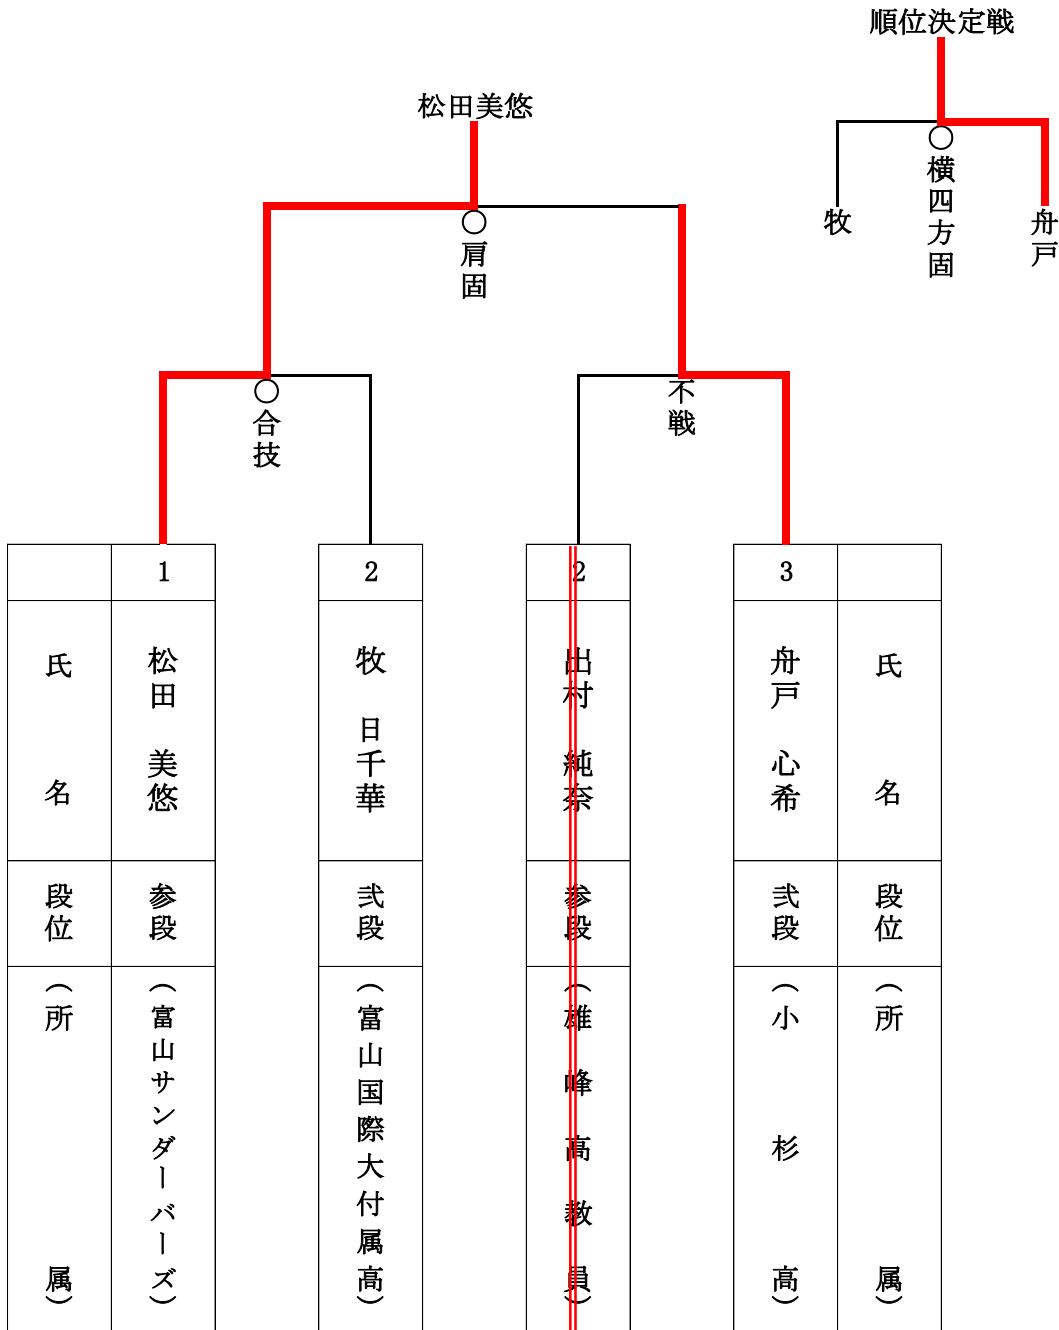 順位決定戦
松田美悠
○横四方固
牧
舟戸
○肩固
○合技
不戦
1
2
2
3
氏名
松田 美悠
牧 日千華
出村 純奈
舟戸 心希
氏名
段位
参段
弐段
参段
弐段
段位
（所属）
（富山サンダーバーズ）
（富山国際大付属高）
（雄峰高教員）
（小杉高）
（所属）